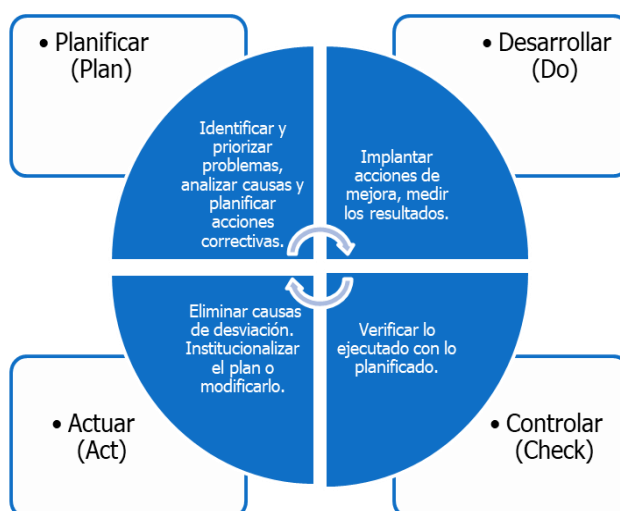 • Planificar
(Plan)
• Desarrollar
(Do)
Identificar y
priorizar
problemas,
analizar causas y
planificar
acciones
correctivas.
Implantar
acciones de
mejora, medir
los resultados.
Eliminar causas
de desviación.
Institucionalizar
el plan o
modificarlo.
Verificar lo
ejecutado con lo
planificado.
• Actuar
(Act)
• Controlar
(Check)